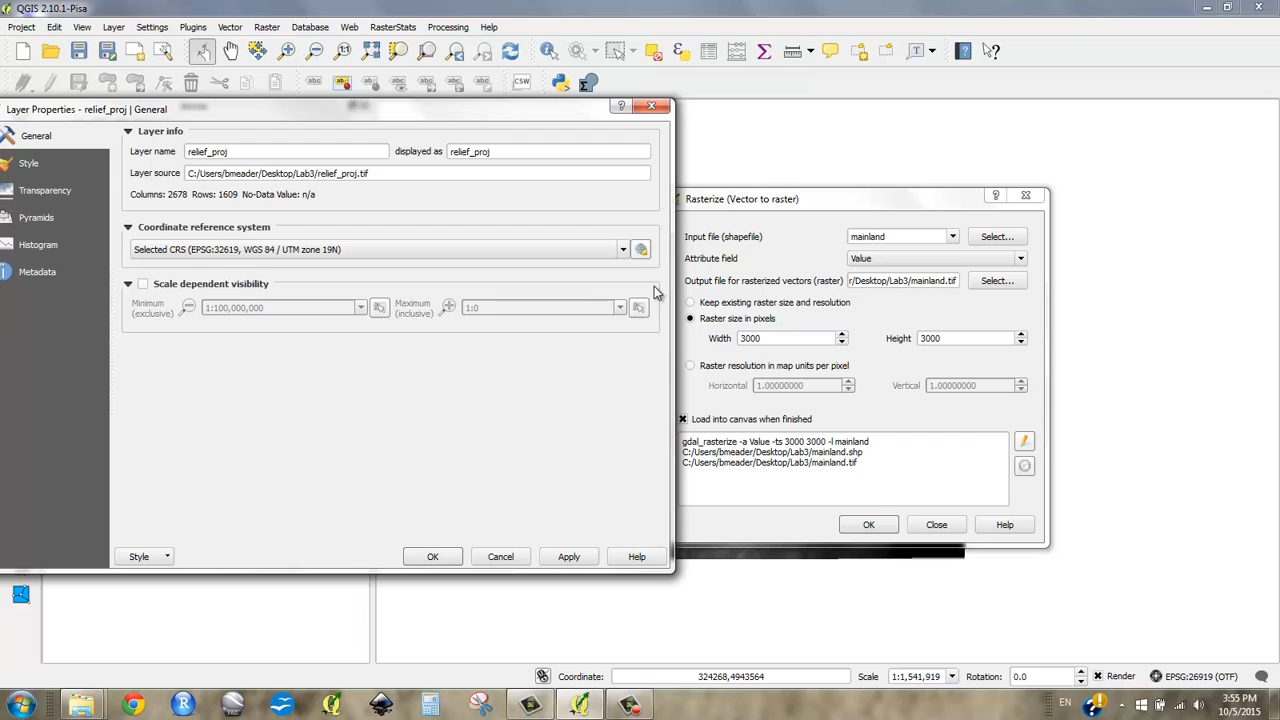 QGIS 2.10.1-Pisa
Project Edit View Layer Settings Plugins Vector Raster Database Web RasterStats Processing Help
Layer Properties - relief_proj | General
General
Style
Transparency
Pyramids
Histogram
Metadata
Layer info
Layer name relief_proj displayed as relief_proj
Layer source C:/Users/bmeader/Desktop/Lab3/relief_proj.tif
Columns: 2678 Rows: 1609 No-Data Value: n/a
Coordinate reference system
Selected CRS (EPSG:32619, WGS 84 / UTM zone 19N)
Scale dependent visibility
Minimum (exclusive) 1:100,000,000 Maximum (inclusive) 1:0
Style OK Cancel Apply Help
Rasterize (Vector to raster)
Input file (shapefile) mainland Select...
Attribute field Value
Output file for rasterized vectors (raster) r/Desktop/Lab3/mainland.tif Select...
Keep existing raster size and resolution
Raster size in pixels
Width 3000 Height 3000
Raster resolution in map units per pixel
Horizontal 1.00000000 Vertical 1.00000000
Load into canvas when finished
gdal_rasterize -a Value -ts 3000 3000 -l mainland
C:/Users/bmeader/Desktop/Lab3/mainland.shp
C:/Users/bmeader/Desktop/Lab3/mainland.tif
OK Close Help
Coordinate: 324268,4943564 Scale 1:1,541,919 Rotation: 0.0 Render EPSG:26919 (OTF)
EN 3:55 PM
10/5/2015